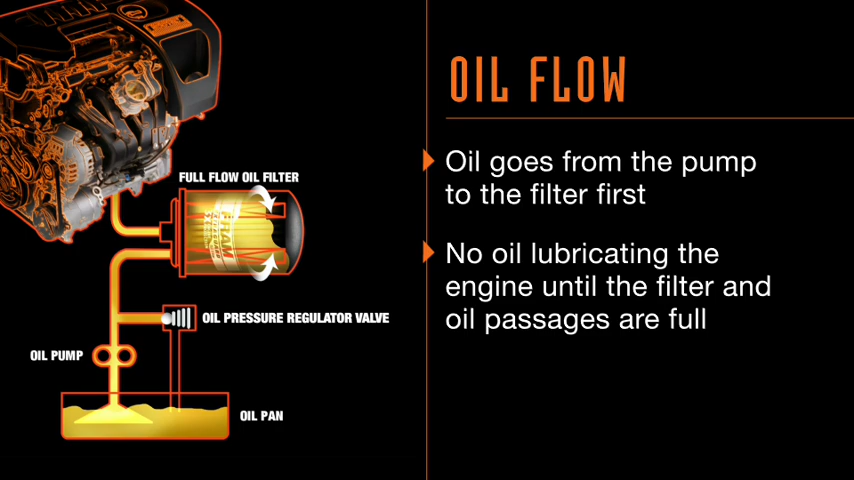 OIL FLOW
Oil goes from the pump
to the filter first
No oil lubricating the
engine until the filter and
oil passages are full
FULL FLOW OIL FILTER
FRAM
OIL PRESSURE REGULATOR VALVE
OIL PUMP
OIL PAN